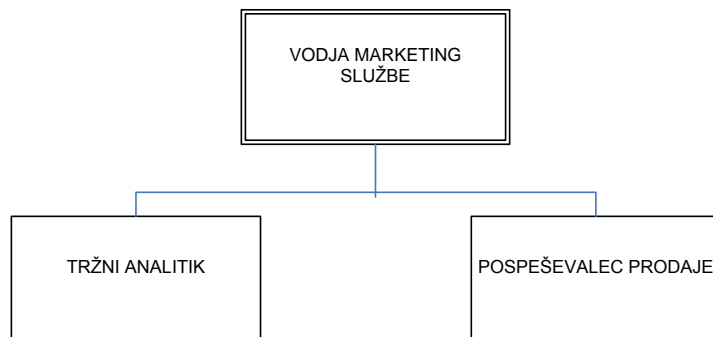 VODJA MARKETING
SLUŽBE
TRŽNI ANALITIK
POSPEŠEVALEC PRODAJE